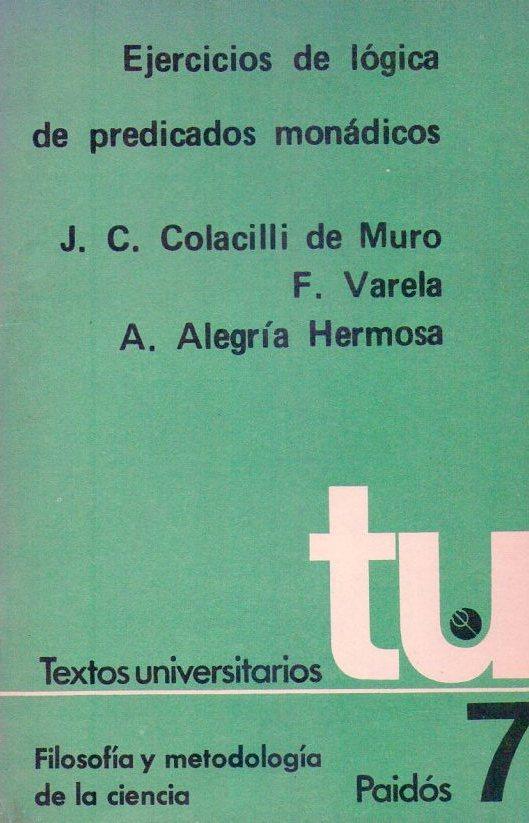 Ejercicios de lógica
de predicados monádicos
J. C. Colacilli de Muro
F. Varela
A. Alegría Hermosa
tu
Textos universitarios
7
Filosofía y metodología
de la ciencia
Paidós